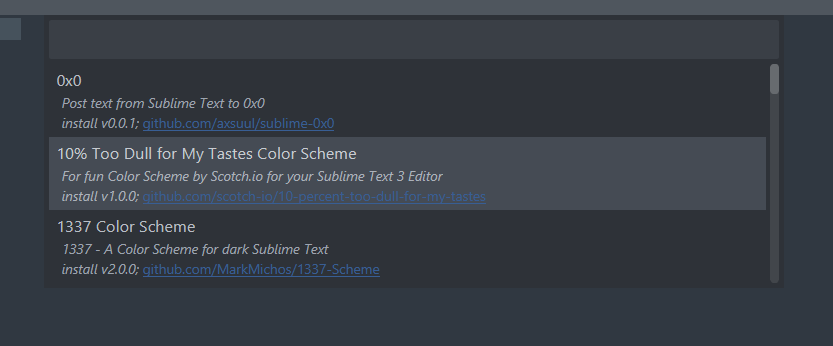 0x0
Post text from Sublime Text to 0x0
install v0.0.1; github.com/axsuul/sublime-0x0
10% Too Dull for My Tastes Color Scheme
For fun Color Scheme by Scotch.io for your Sublime Text 3 Editor
install v1.0.0; github.com/scotch-io/10-percent-too-dull-for-my-tastes
1337 Color Scheme
1337 - A Color Scheme for dark Sublime Text
install v2.0.0; github.com/MarkMichos/1337-Scheme